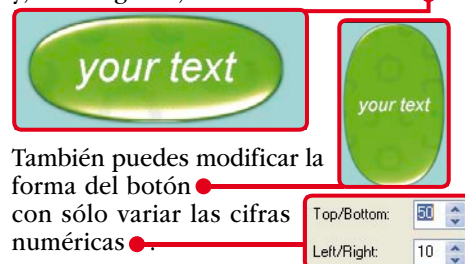 your text
your text
También puedes modificar la
forma del botón
con sólo variar las cifras
numéricas .
Top/Bottom: 50
Left/Right: 10